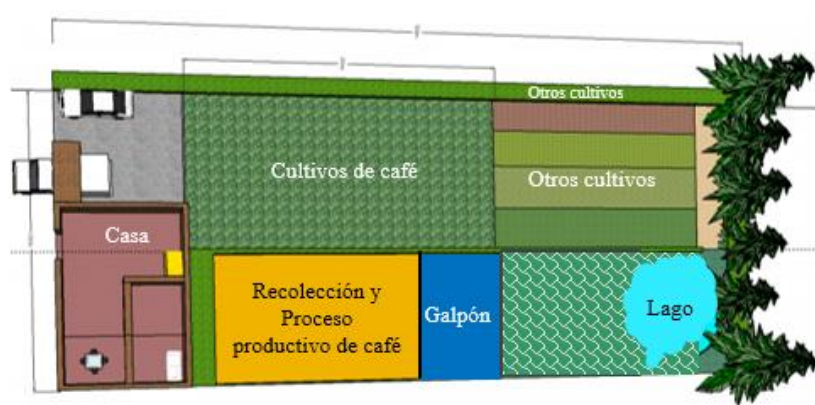 Otros cultivos
Cultivos de café
Otros cultivos
Casa
Recolección y
Proceso
productivo de café
Galpón
Lago